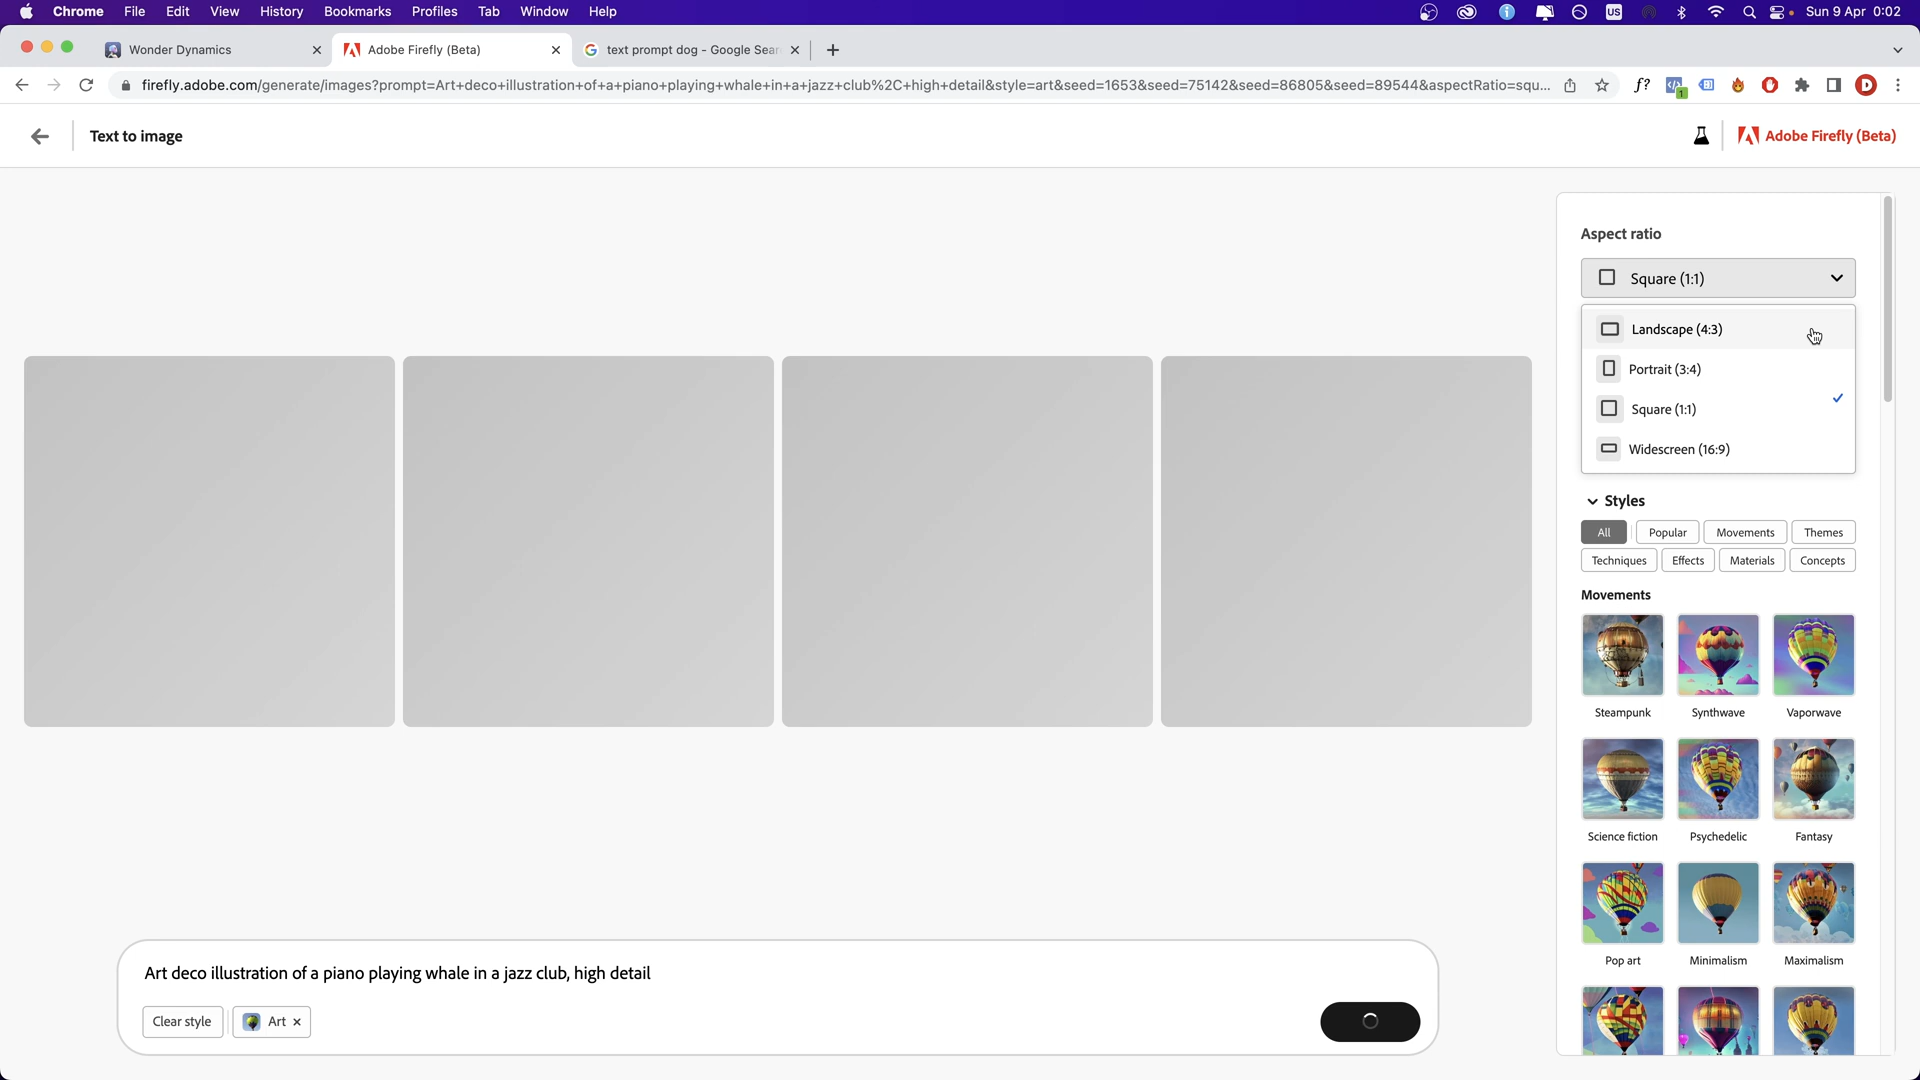 Chrome File Edit View History Bookmarks Profiles Tab Window Help US Sun 9 Apr 0:02
Wonder Dynamics Adobe Firefly (Beta) text prompt dog - Google Sear
firefly.adobe.com/generate/images?prompt=Art+deco+illustration+of+a+piano+playing+whale+in+a+jazz+club%2C+high+detail&style=art&seed=1653&seed=75142&seed=86805&seed=89544&aspectRatio=squ... f? 1 D
Text to image Adobe Firefly (Beta)
Aspect ratio
Square (1:1)
Landscape (4:3)
Portrait (3:4)
Square (1:1)
Widescreen (16:9)
Styles
All Popular Movements Themes
Techniques Effects Materials Concepts
Movements
Steampunk Synthwave Vaporwave
Science fiction Psychedelic Fantasy
Pop art Minimalism Maximalism
Art deco illustration of a piano playing whale in a jazz club, high detail
Clear style Art